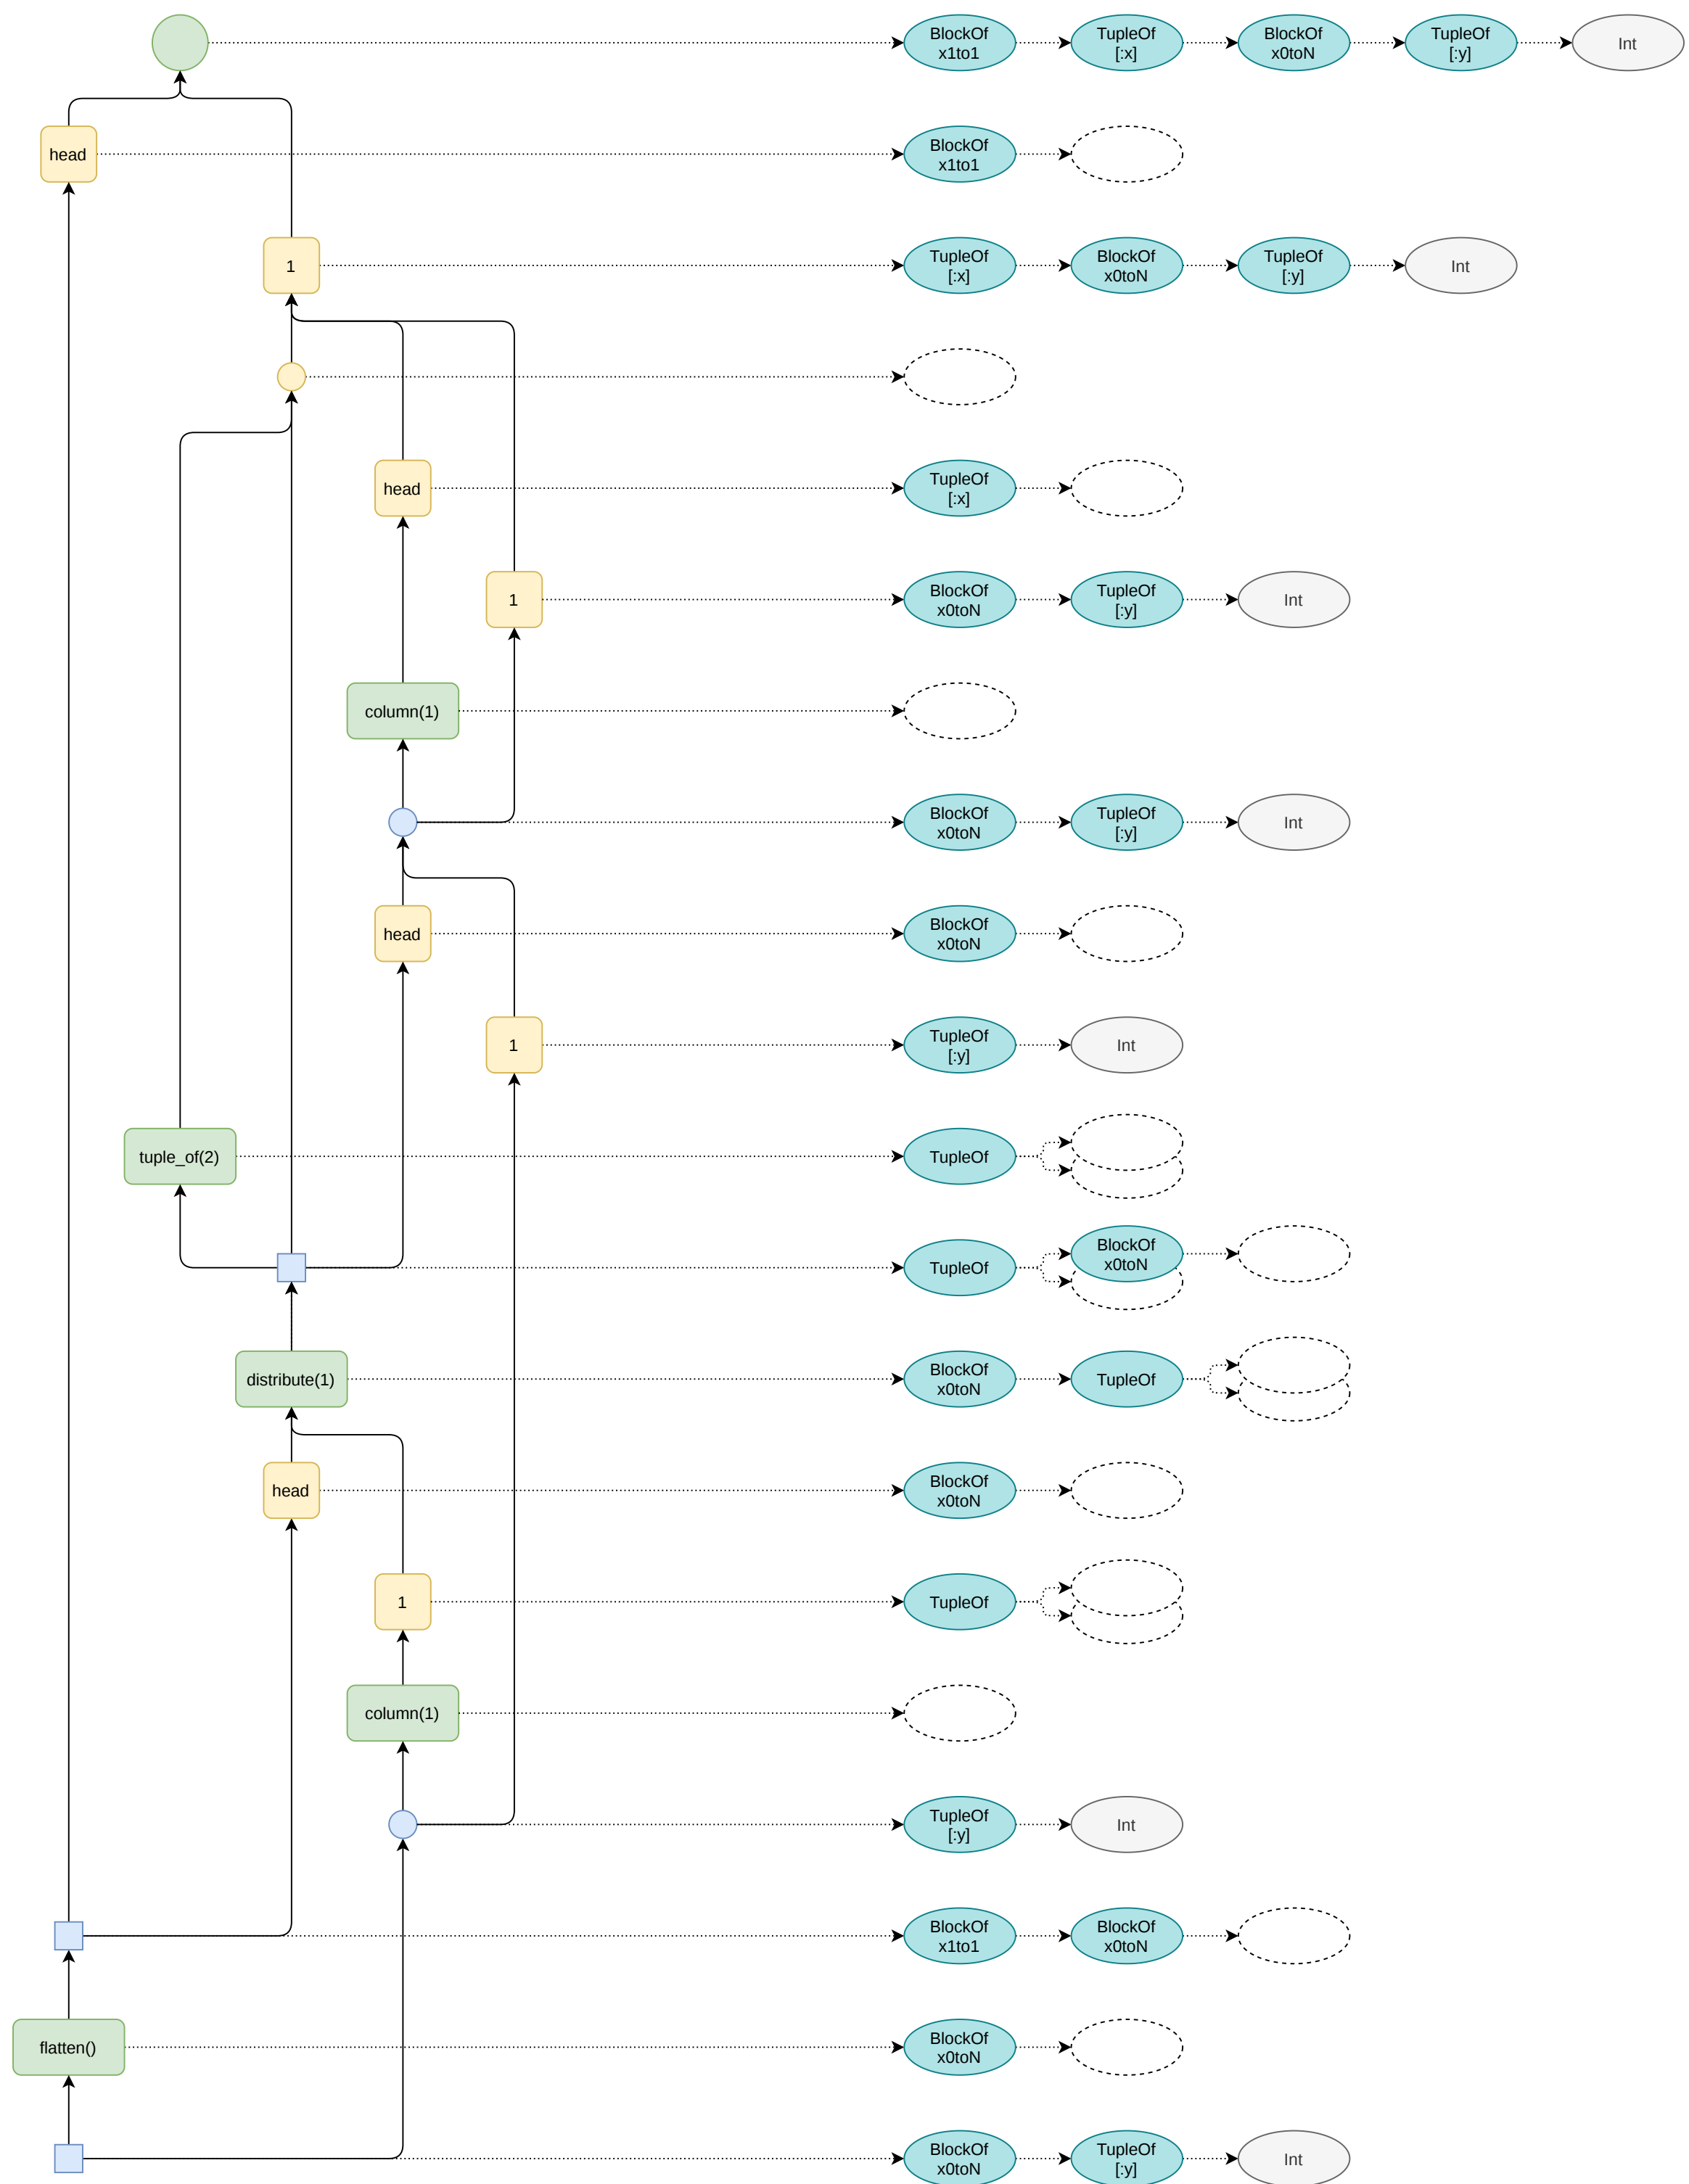 BlockOf
x1to1
TupleOf
[:x]
BlockOf
x0toN
TupleOf
[:y]
Int
head
BlockOf
x1to1
1
TupleOf
[:x]
BlockOf
x0toN
TupleOf
[:y]
Int
head
TupleOf
[:x]
1
BlockOf
x0toN
TupleOf
[:y]
Int
column(1)
BlockOf
x0toN
TupleOf
[:y]
Int
head
BlockOf
x0toN
1
TupleOf
[:y]
Int
tuple_of(2)
TupleOf
TupleOf
BlockOf
x0toN
distribute(1)
BlockOf
x0toN
TupleOf
head
BlockOf
x0toN
1
TupleOf
column(1)
TupleOf
[:y]
Int
BlockOf
x1to1
BlockOf
x0toN
flatten()
BlockOf
x0toN
BlockOf
x0toN
TupleOf
[:y]
Int